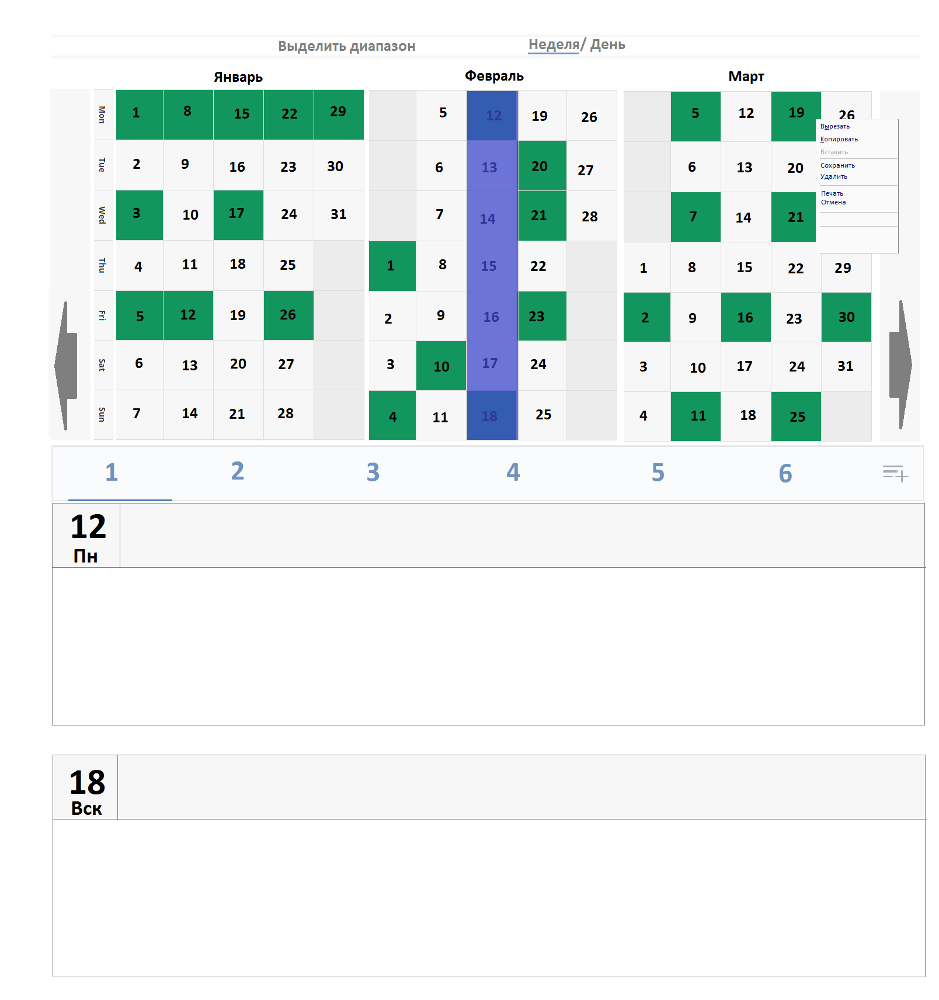 Выделить диапазон Неделя/ День
Январь Февраль Март
Mon 1 8 15 22 29 5 12 19 26 5 12 19 26
Tue 2 9 16 23 30 6 13 20 27 6 13 20
Wed 3 10 17 24 31 7 14 21 28 7 14 21
Thu 4 11 18 25 1 8 15 22 1 8 15 22 29
Fri 5 12 19 26 2 9 16 23 2 9 16 23 30
Sat 6 13 20 27 3 10 17 24 3 10 17 24 31
Sun 7 14 21 28 4 11 18 25 4 11 18 25
Вырезать
Копировать
Вставить
Сохранить
Удалить
Печать
Отмена
1 2 3 4 5 6
12
Пн
18
Вск